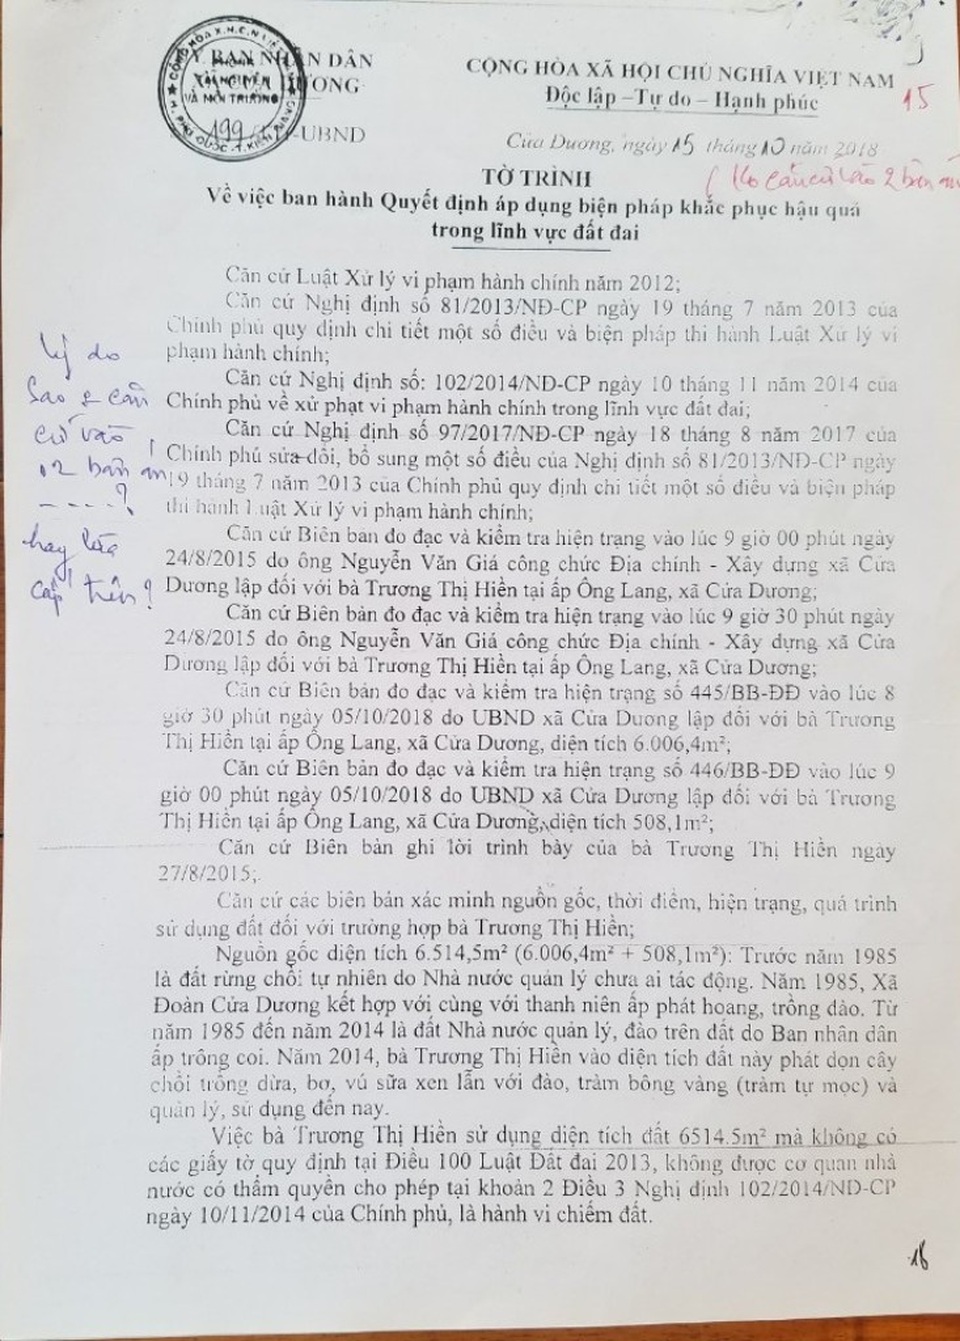 Y BAN NHÂN DÂN
XÃ CỬA DƯƠNG
199/ -UBND
CỘNG HÒA XÃ HỘI CHỦ NGHĨA VIỆT NAM
Độc lập –Tự do – Hạnh phúc
15
Cửa Dương, ngày 15 tháng 10 năm 2018
TỜ TRÌNH
Về việc ban hành Quyết định áp dụng biện pháp khắc phục hậu quả
trong lĩnh vực đất đai
Căn cứ Luật Xử lý vi phạm hành chính năm 2012;
Căn cứ Nghị định số 81/2013/NĐ-CP ngày 19 tháng 7 năm 2013 của
Chính phủ quy định chi tiết một số điều và biện pháp thi hành Luật Xử lý vi
phạm hành chính;
Căn cứ Nghị định số: 102/2014/NĐ-CP ngày 10 tháng 11 năm 2014 của
Chính phủ về xử phạt vi phạm hành chính trong lĩnh vực đất đai;
Căn cứ Nghị định số 97/2017/NĐ-CP ngày 18 tháng 8 năm 2017 của
Chính phủ sửa đổi, bổ sung một số điều của Nghị định số 81/2013/NĐ-CP ngày
19 tháng 7 năm 2013 của Chính phủ quy định chi tiết một số điều và biện pháp
thi hành Luật Xử lý vi phạm hành chính;
lý do
cứ vào
02 bản án
hay
cấp trên?
Căn cứ Biên bản đo đạc và kiểm tra hiện trạng vào lúc 9 giờ 00 phút ngày
24/8/2015 do ông Nguyễn Văn Giá công chức Địa chính - Xây dựng xã Cửa
Dương lập đối với bà Trương Thị Hiền tại ấp Ông Lang, xã Cửa Dương;
Căn cứ Biên bản đo đạc và kiểm tra hiện trạng vào lúc 9 giờ 30 phút ngày
24/8/2015 do ông Nguyễn Văn Giá công chức Địa chính - Xây dựng xã Cửa
Dương lập đối với bà Trương Thị Hiền tại ấp Ông Lang, xã Cửa Dương;
Căn cứ Biên bản đo đạc và kiểm tra hiện trạng số 445/BB-ĐĐ vào lúc 8
giờ 30 phút ngày 05/10/2018 do UBND xã Cửa Dương lập đối với bà Trương
Thị Hiền tại ấp Ông Lang, xã Cửa Dương, diện tích 6.006,4m²;
Căn cứ Biên bản đo đạc và kiểm tra hiện trạng số 446/BB-ĐĐ vào lúc 9
giờ 00 phút ngày 05/10/2018 do UBND xã Cửa Dương lập đối với bà Trương
Thị Hiền tại ấp Ông Lang, xã Cửa Dương, diện tích 508,1m²;
Căn cứ Biên bản ghi lời trình bày của bà Trương Thị Hiền ngày
27/8/2015;.
Căn cứ các biên bản xác minh nguồn gốc, thời điểm, hiện trạng, quá trình
sử dụng đất đối với trường hợp bà Trương Thị Hiền;
Nguồn gốc diện tích 6.514,5m² (6.006,4m² + 508,1m²): Trước năm 1985
là đất rừng chồi tự nhiên do Nhà nước quản lý chưa ai tác động. Năm 1985, Xã
Đoàn Cửa Dương kết hợp với cùng với thanh niên ấp phát hoang, trồng đào. Từ
năm 1985 đến năm 2014 là đất Nhà nước quản lý, đào trên đất do Ban nhân dân
ấp trông coi. Năm 2014, bà Trương Thị Hiền vào diện tích đất này phát dọn cây
chồi trồng dừa, bơ, vú sữa xen lẫn với đào, tràm bông vàng (tràm tự mọc) và
quản lý, sử dụng đến nay.
Việc bà Trương Thị Hiền sử dụng diện tích đất 6514.5m² mà không có
các giấy tờ quy định tại Điều 100 Luật Đất đai 2013, không được cơ quan nhà
nước có thẩm quyền cho phép tại khoản 2 Điều 3 Nghị định 102/2014/NĐ-CP
ngày 10/11/2014 của Chính phủ, là hành vi chiếm đất.
18